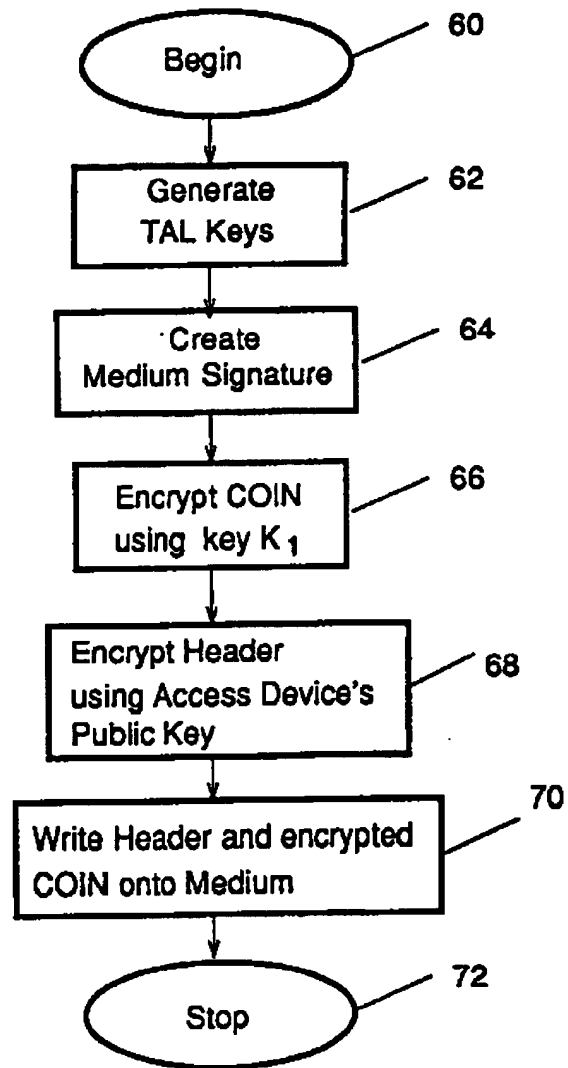 Begin
60
Generate
TAL Keys
62
Create
Medium Signature
64
Encrypt COIN
using key K1
66
Encrypt Header
using Access Device's
Public Key
68
Write Header and encrypted
COIN onto Medium
70
Stop
72